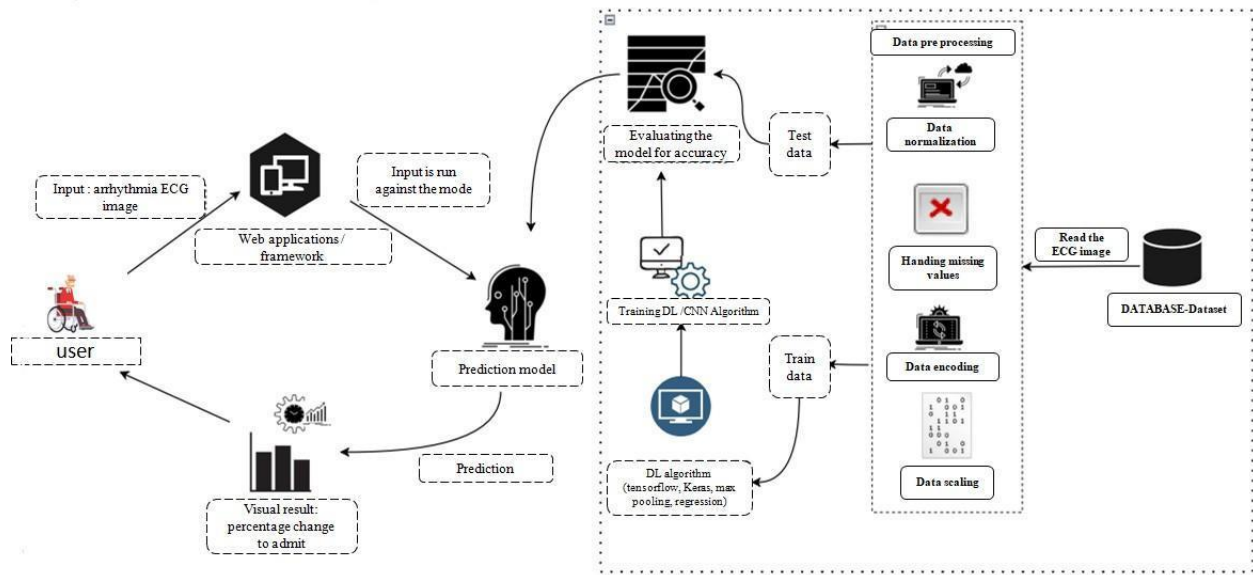 Input : arrhythmia ECG
image
Web applications /
framework
Input is run
against the mode
user
Prediction model
Prediction
Visual result:
percentage change
to admit
Evaluating the
model for accuracy
Test
data
Training DL /CNN Algorithm
Train
data
DL algorithm
(tensorflow, Keras, max
pooling, regression)
Data pre processing
Data
normalization
Handing missing
values
Data encoding
Data scaling
Read the
ECG image
DATABASE-Dataset